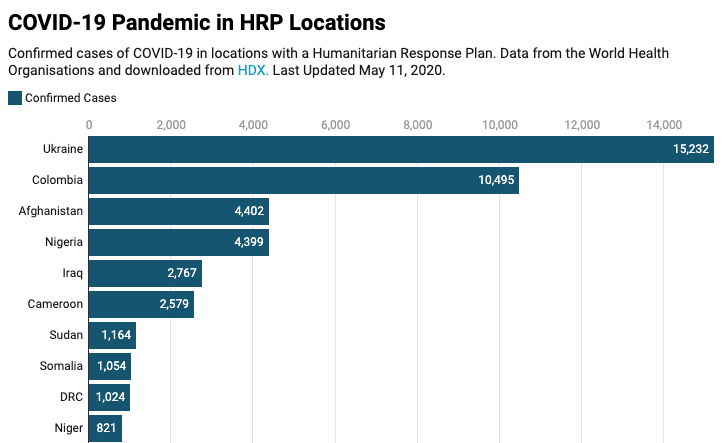 COVID-19 Pandemic in HRP Locations
Confirmed cases of COVID-19 in locations with a Humanitarian Response Plan. Data from the World Health
Organisations and downloaded from HDX. Last Updated May 11, 2020.
Confirmed Cases
0 2,000 4,000 6,000 8,000 10,000 12,000 14,000
Ukraine 15,232
Colombia 10,495
Afghanistan 4,402
Nigeria 4,399
Iraq 2,767
Cameroon 2,579
Sudan 1,164
Somalia 1,054
DRC 1,024
Niger 821